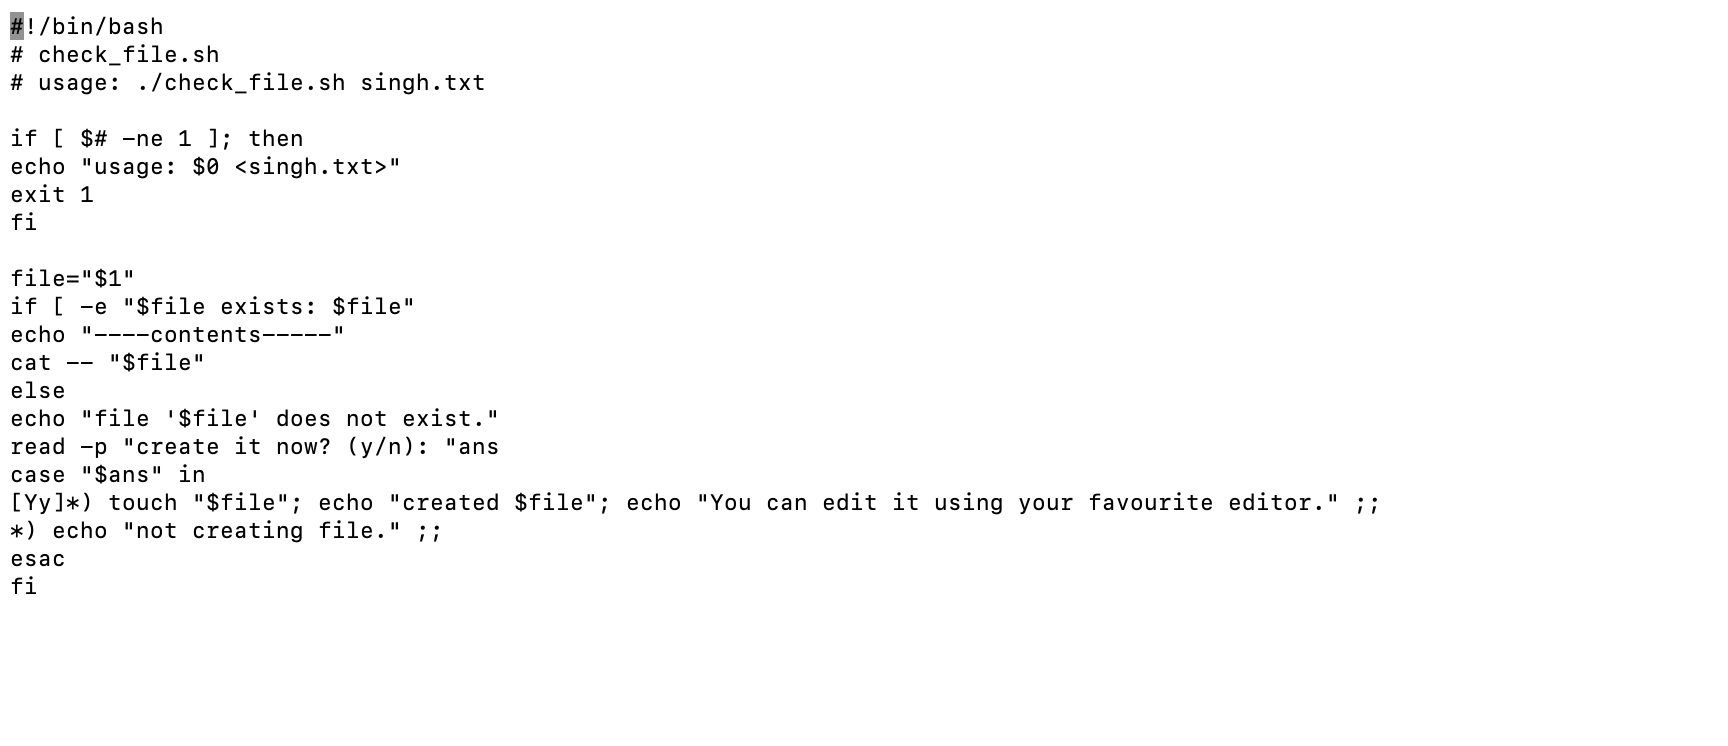 #!/bin/bash
# check_file.sh
# usage: ./check_file.sh singh.txt

if [ $# -ne 1 ]; then
echo "usage: $0 <singh.txt>"
exit 1
fi

file="$1"
if [ -e "$file exists: $file"
echo "----contents-----"
cat -- "$file"
else
echo "file '$file' does not exist."
read -p "create it now? (y/n): "ans
case "$ans" in
[Yy]*) touch "$file"; echo "created $file"; echo "You can edit it using your favourite editor." ;;
*) echo "not creating file." ;;
esac
fi